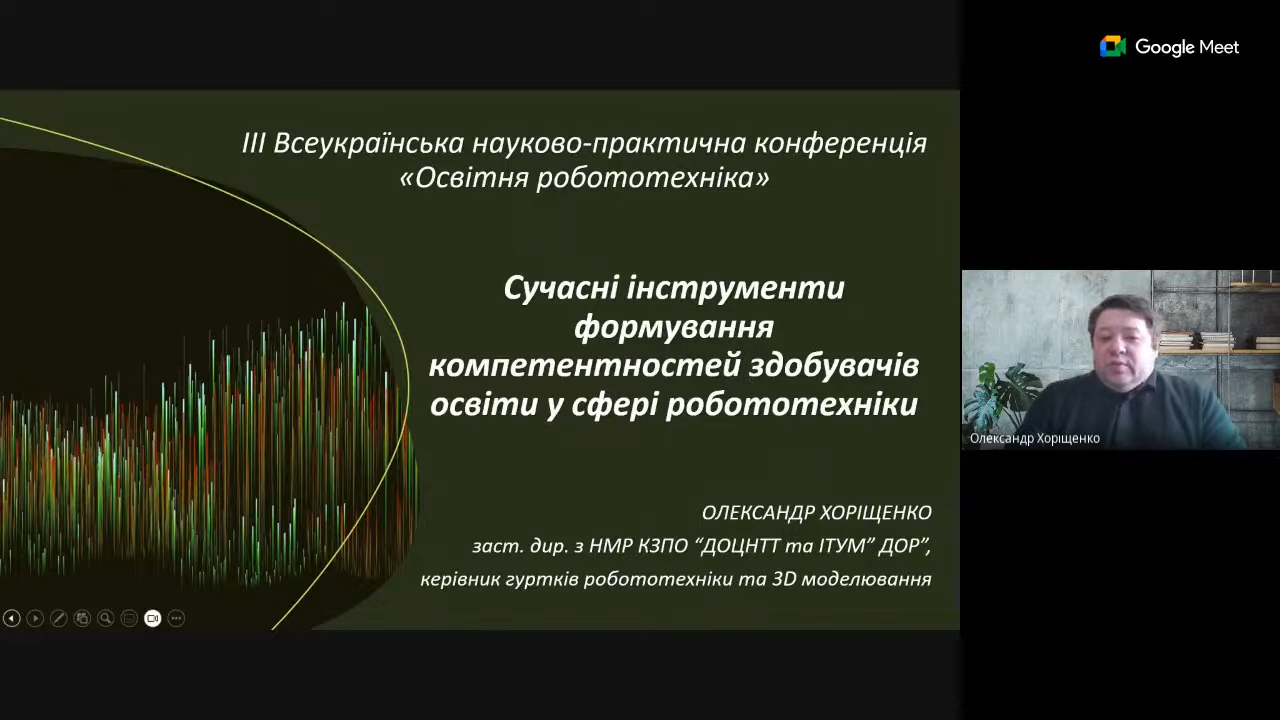 Google Meet
III Всеукраїнська науково-практична конференція
«Освітня робототехніка»
Сучасні інструменти
формування
компетентностей здобувачів
освіти у сфері робототехніки
ОЛЕКСАНДР ХОРІЩЕНКО
заст. дир. з НМР КЗПО “ДОЦНТТ та ІТУМ” ДОР”,
керівник гуртків робототехніки та 3D моделювання
Олександр Хоріщенко